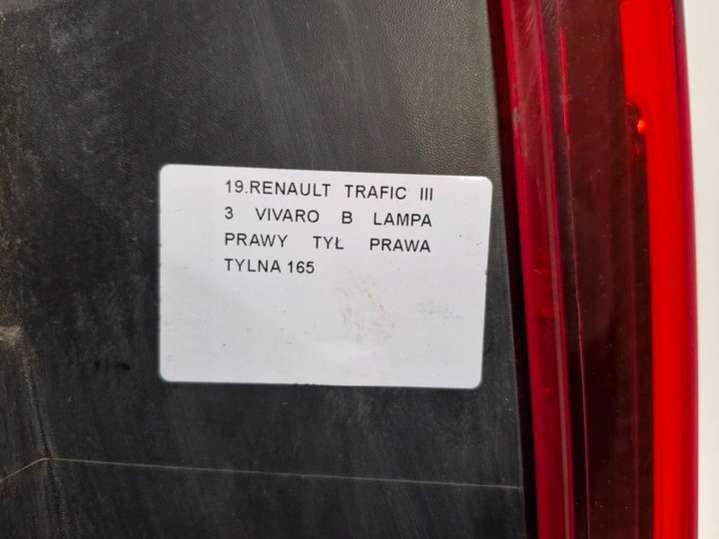 19.RENAULT TRAFIC III
3 VIVARO B LAMPA
PRAWY TYŁ PRAWA
TYLNA 165